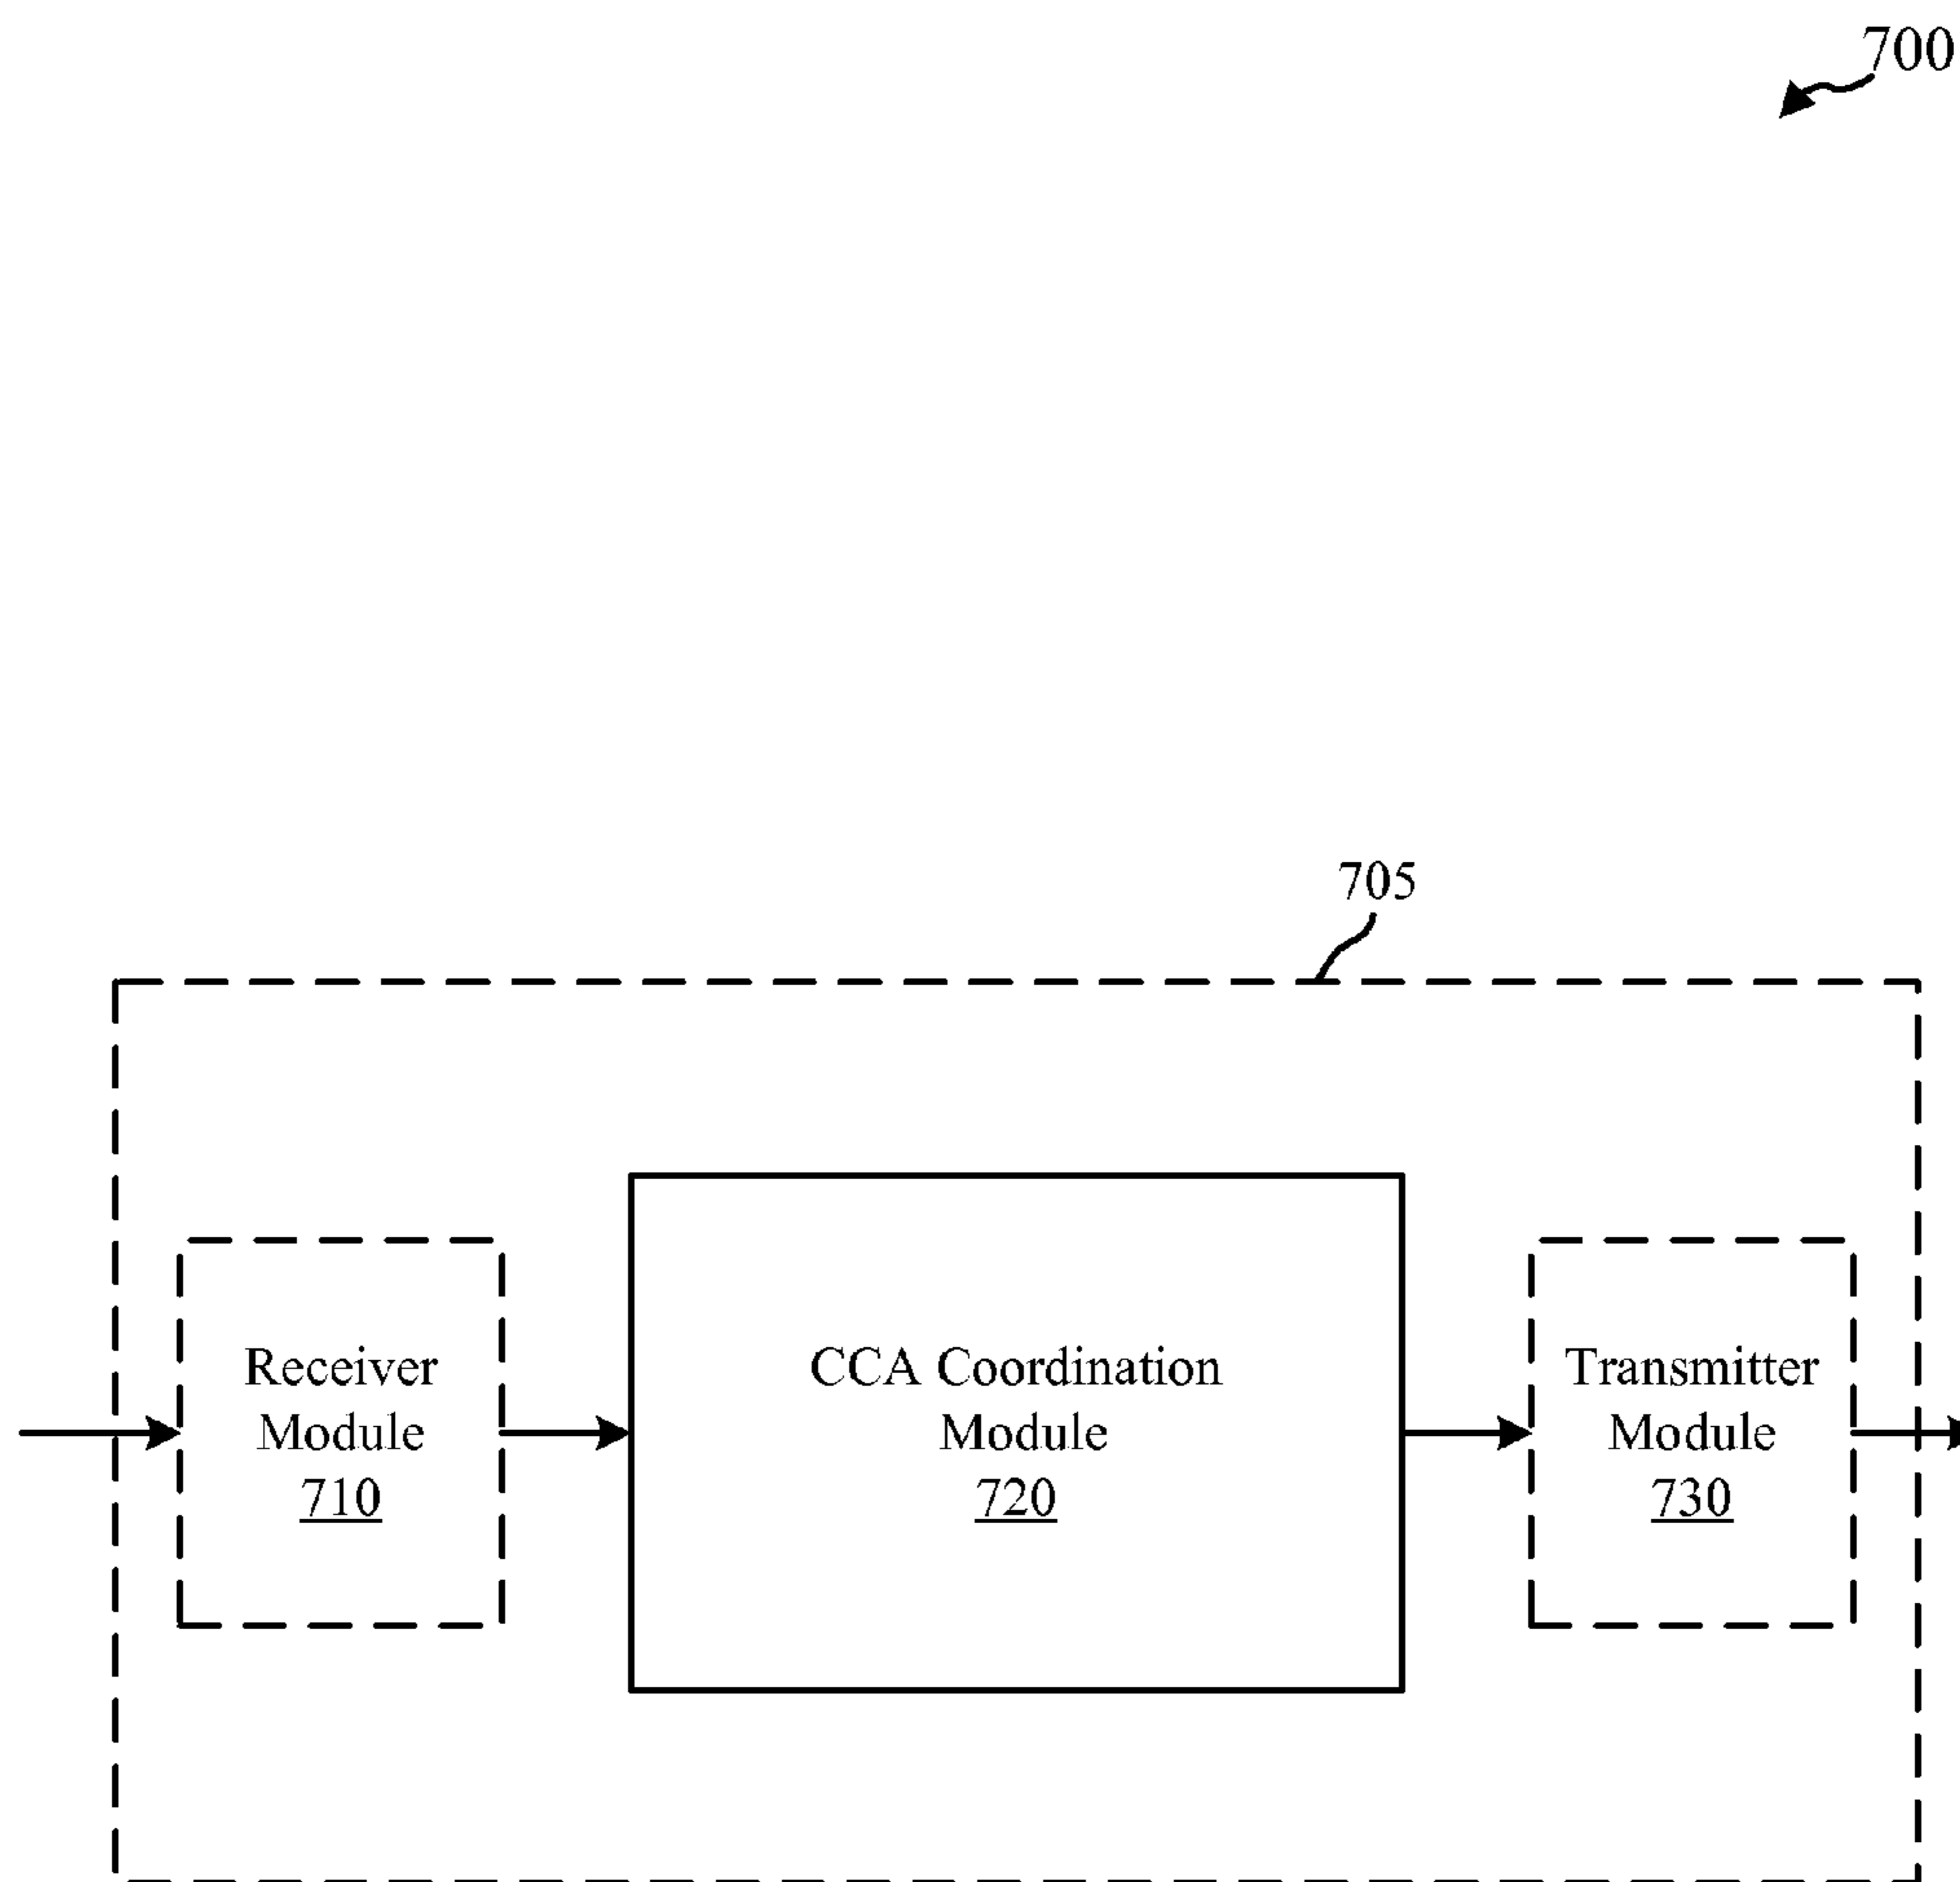 700
705
Receiver
Module
710
CCA Coordination
Module
720
Transmitter
Module
730